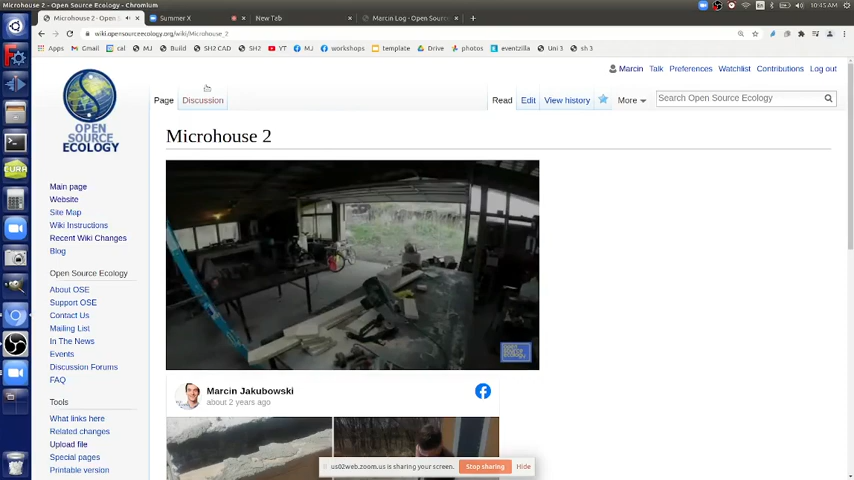 Microhouse 2 - Open S
Summer X
New Tab
Marcin Log - Open Sourc
10:45 AM
wiki.opensourceecology.org/wiki/Microhouse_2
Apps Gmail cal MJ Build SH2 CAD SH2 YT MJ workshops template Drive photos eventzilla Uni 3 sh 3
Marcin Talk Preferences Watchlist Contributions Log out
Page Discussion Read Edit View history More Search Open Source Ecology
OPEN
SOURCE
ECOLOGY
Microhouse 2
Main page
Website
Site Map
Wiki Instructions
Recent Wiki Changes
Blog
Open Source Ecology
About OSE
Support OSE
Contact Us
Mailing List
In The News
Events
Discussion Forums
FAQ
Tools
What links here
Related changes
Upload file
Special pages
Printable version
OPEN
SOURCE
ECOLOGY
Marcin Jakubowski
about 2 years ago
us02web.zoom.us is sharing your screen. Stop sharing Hide